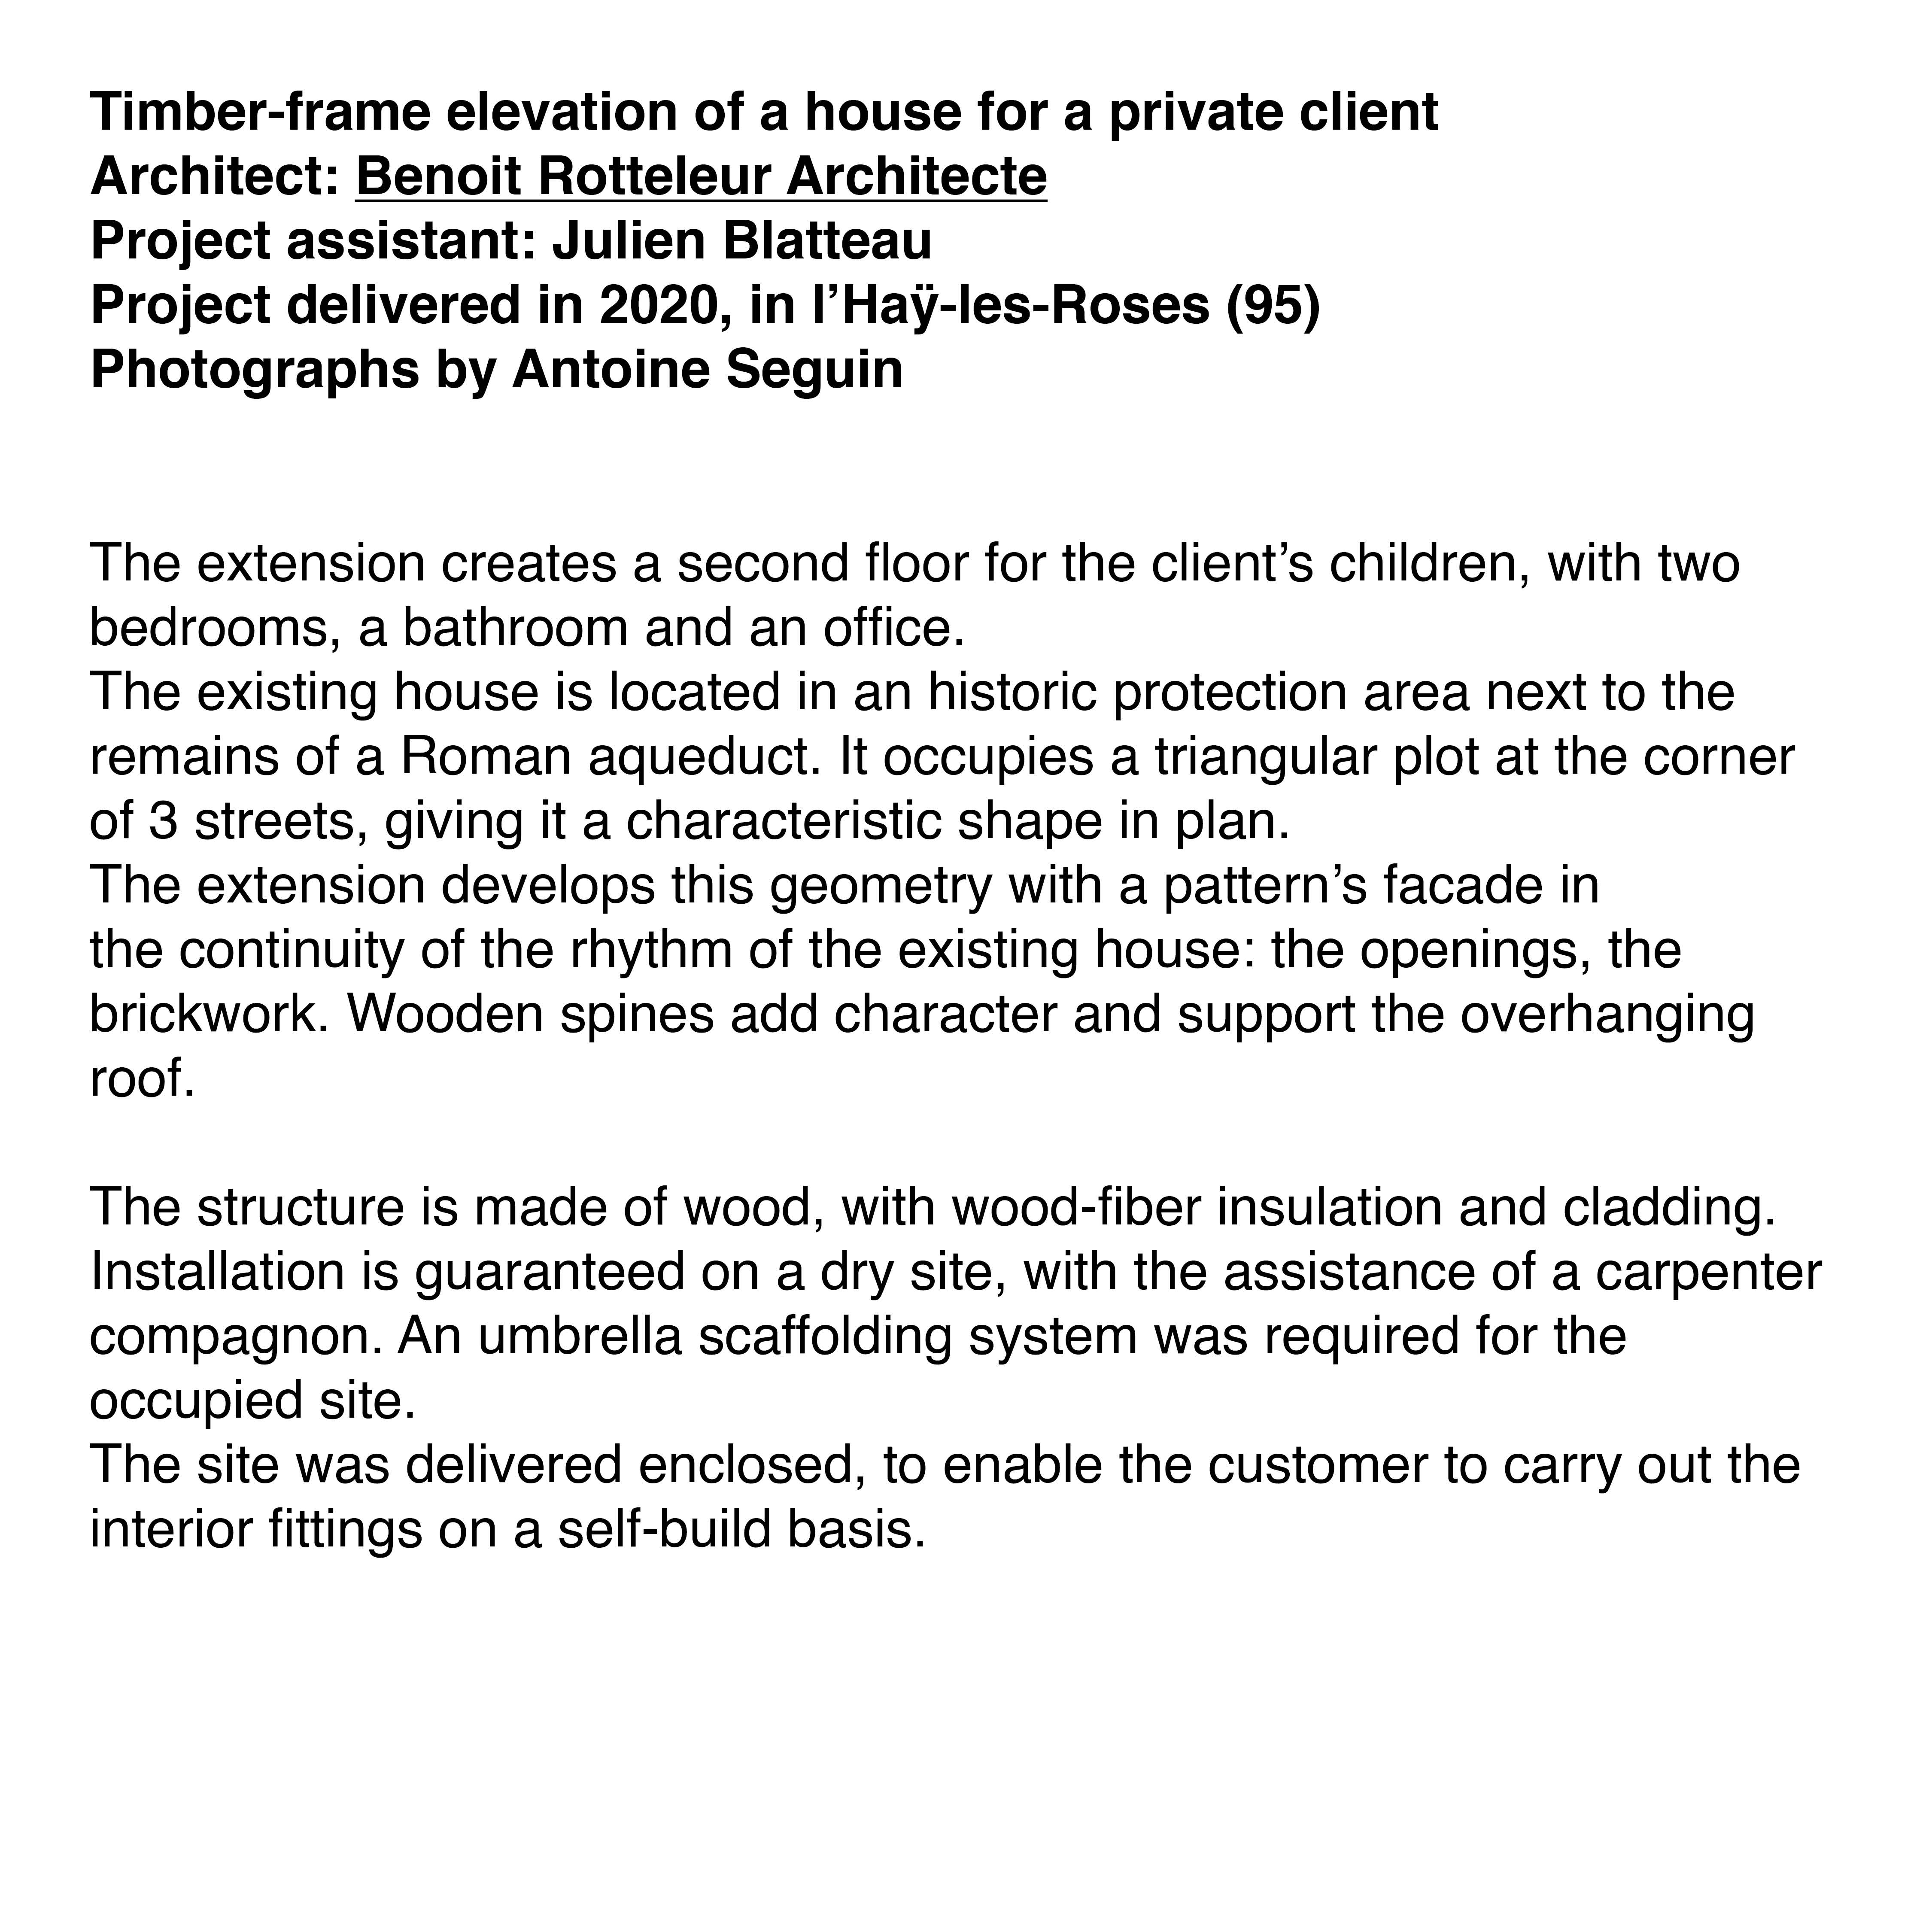 Timber-frame elevation of a house for a private client
Architect: Benoit Rotteleur Architecte
Project assistant: Julien Blatteau
Project delivered in 2020, in l’Haÿ-les-Roses (95)
Photographs by Antoine Seguin
The extension creates a second floor for the client’s children, with two
bedrooms, a bathroom and an office.
The existing house is located in an historic protection area next to the
remains of a Roman aqueduct. It occupies a triangular plot at the corner
of 3 streets, giving it a characteristic shape in plan.
The extension develops this geometry with a pattern’s facade in
the continuity of the rhythm of the existing house: the openings, the
brickwork. Wooden spines add character and support the overhanging
roof.
The structure is made of wood, with wood-fiber insulation and cladding.
Installation is guaranteed on a dry site, with the assistance of a carpenter
compagnon. An umbrella scaffolding system was required for the
occupied site.
The site was delivered enclosed, to enable the customer to carry out the
interior fittings on a self-build basis.